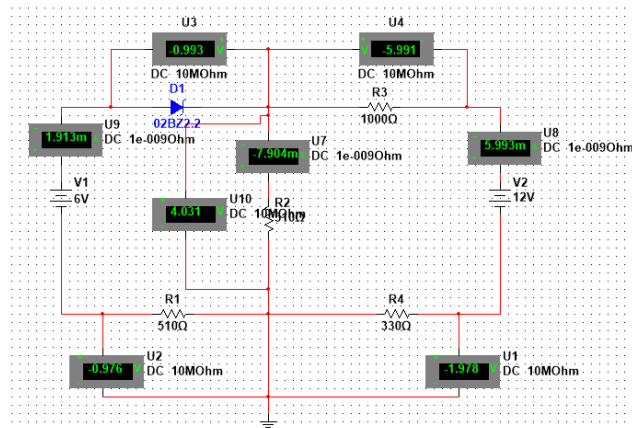 U3
U4
-0.993 V
V -5.991
DC 10MOhm
DC 10MOhm
D1
R3
02BZ2.2
1000Ω
1.913m
U9
DC 1e-009Ohm
-7.904m
U7
DC 1e-009Ohm
5.993m
U8
DC 1e-009Ohm
V1
6V
V2
12V
4.031
U10
DC 10MOhm
R2
510Ω
R1
510Ω
R4
330Ω
-0.976 V
U2
DC 10MOhm
-1.978 V
U1
DC 10MOhm